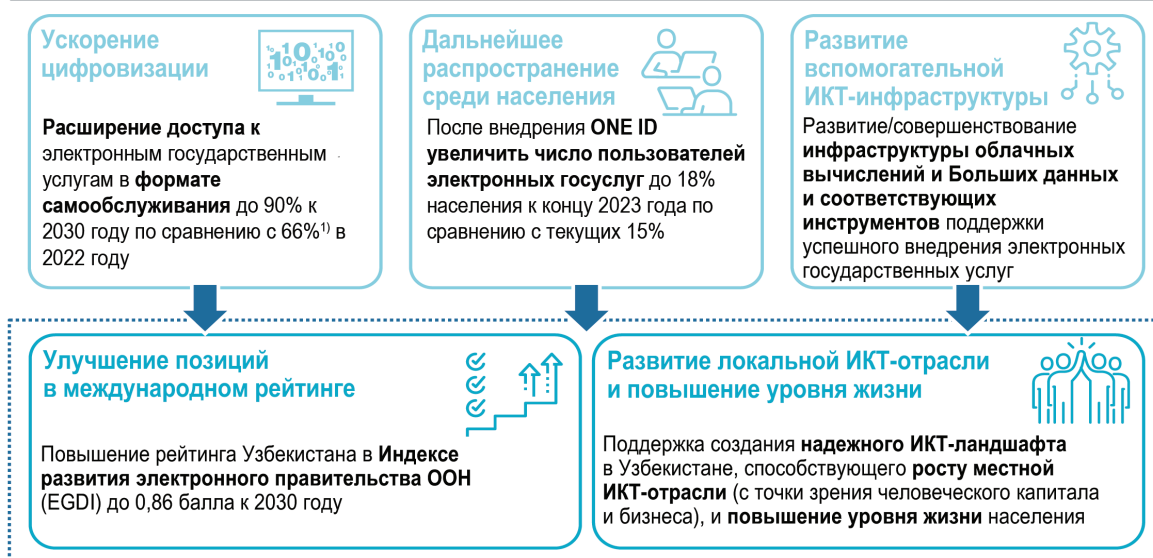 Ускорение
цифровизации
Расширение доступа к
электронным государственным
услугам в формате
самообслуживания до 90% к
2030 году по сравнению с 66%1) в
2022 году
Дальнейшее
распространение
среди населения
После внедрения ONE ID
увеличить число пользователей
электронных госуслуг до 18%
населения к концу 2023 года по
сравнению с текущих 15%
Развитие
вспомогательной
ИКТ-инфраструктуры
Развитие/совершенствование
инфраструктуры облачных
вычислений и Больших данных
и соответствующих
инструментов поддержки
успешного внедрения электронных
государственных услуг
Улучшение позиций
в международном рейтинге
Повышение рейтинга Узбекистана в Индексе
развития электронного правительства ООН
(EGDI) до 0,86 балла к 2030 году
Развитие локальной ИКТ-отрасли
и повышение уровня жизни
Поддержка создания надежного ИКТ-ландшафта
в Узбекистане, способствующего росту местной
ИКТ-отрасли (с точки зрения человеческого капитала
и бизнеса), и повышение уровня жизни населения